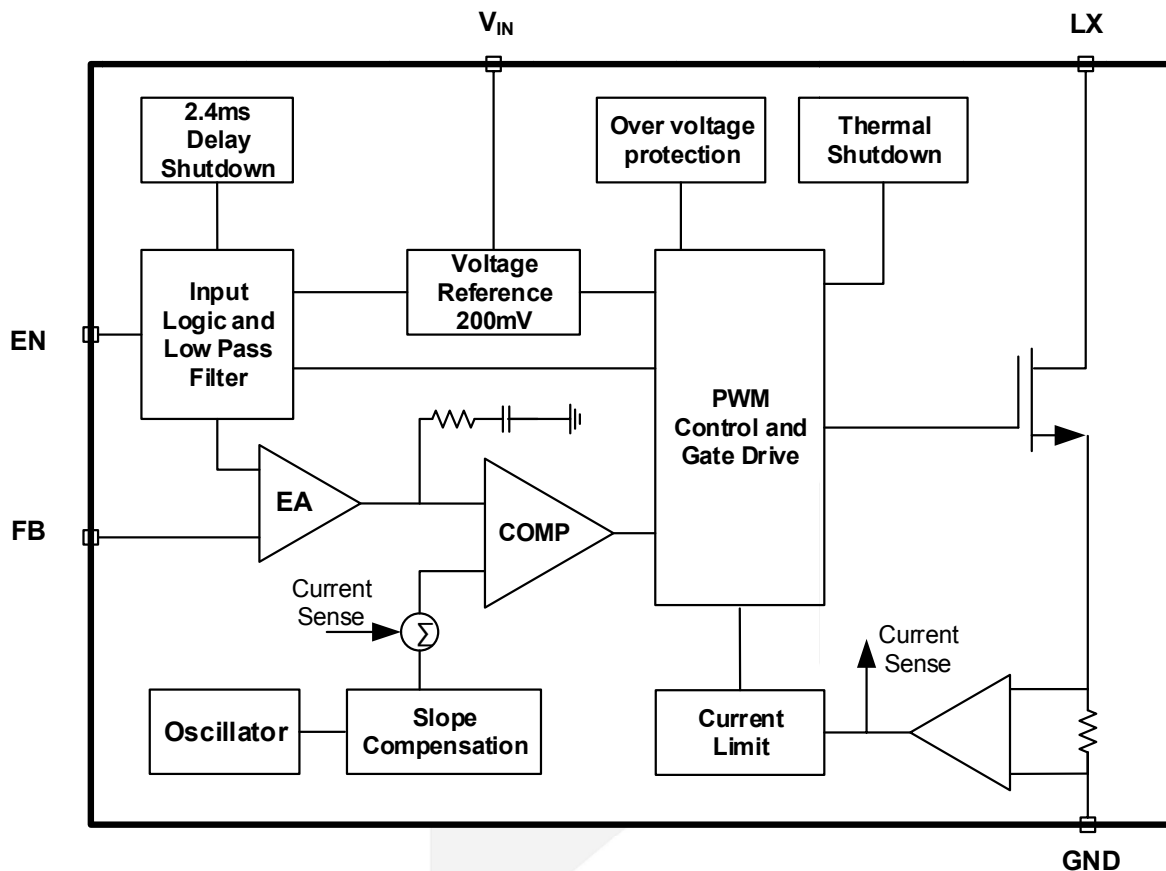 V_IN
LX
2.4ms
Delay
Shutdown
Over voltage
protection
Thermal
Shutdown
Input
Logic and
Low Pass
Filter
Voltage
Reference
200mV
EN
PWM
Control and
Gate Drive
EA
COMP
FB
Current
Sense
Σ
Current
Sense
Oscillator
Slope
Compensation
Current
Limit
GND